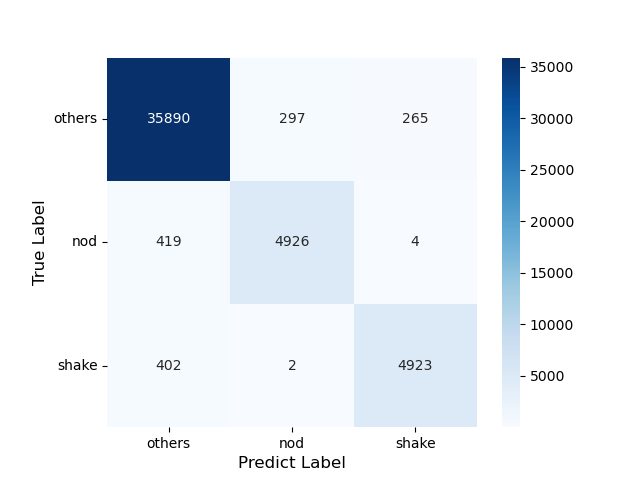 others 35890 297 265
nod 419 4926 4
shake 402 2 4923
others nod shake
Predict Label
True Label
35000
30000
25000
20000
15000
10000
5000